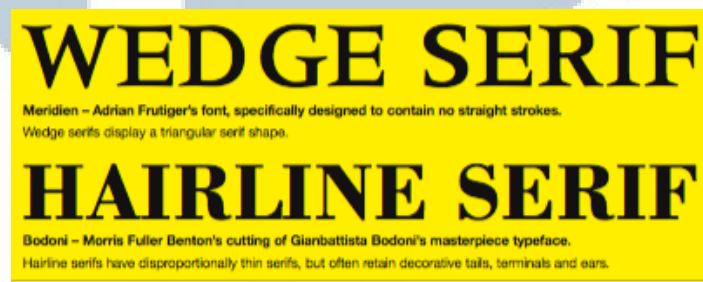 WEDGE SERIF
Meridien – Adrian Frutiger's font, specifically designed to contain no straight strokes.
Wedge serifs display a triangular serif shape.
HAIRLINE SERIF
Bodoni – Morris Fuller Benton's cutting of Gianbattista Bodoni's masterpiece typeface.
Hairline serifs have disproportionally thin serifs, but often retain decorative tails, terminals and ears.